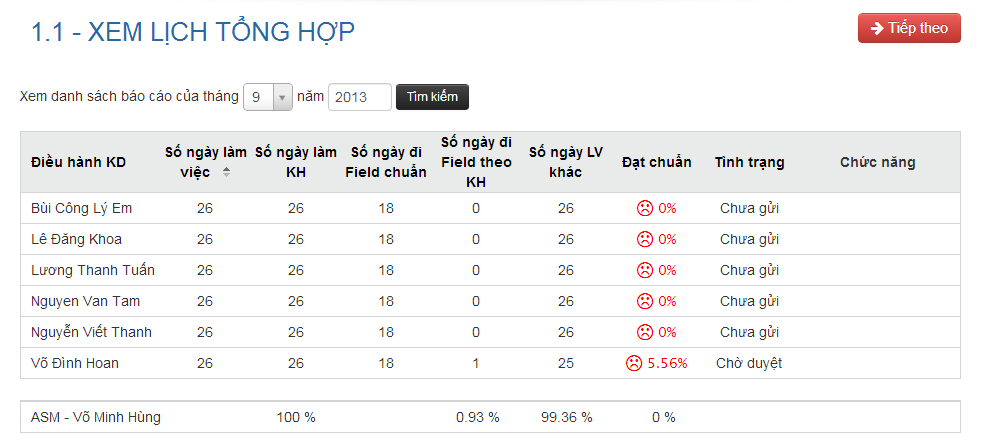 1.1 - XEM LỊCH TỔNG HỢP
Tiếp theo
Xem danh sách báo cáo của tháng 9 năm 2013 Tìm kiếm
Điều hành KD Số ngày làm việc Số ngày làm KH Số ngày đi Field chuẩn Số ngày đi Field theo KH Số ngày LV khác Đạt chuẩn Tình trạng Chức năng
Bùi Công Lý Em 26 26 18 0 26 0% Chưa gửi
Lê Đăng Khoa 26 26 18 0 26 0% Chưa gửi
Lương Thanh Tuấn 26 26 18 0 26 0% Chưa gửi
Nguyen Van Tam 26 26 18 0 26 0% Chưa gửi
Nguyễn Viết Thanh 26 26 18 0 26 0% Chưa gửi
Võ Đình Hoan 26 26 18 1 25 5.56% Chờ duyệt
ASM - Võ Minh Hùng 100 % 0.93 % 99.36 % 0 %